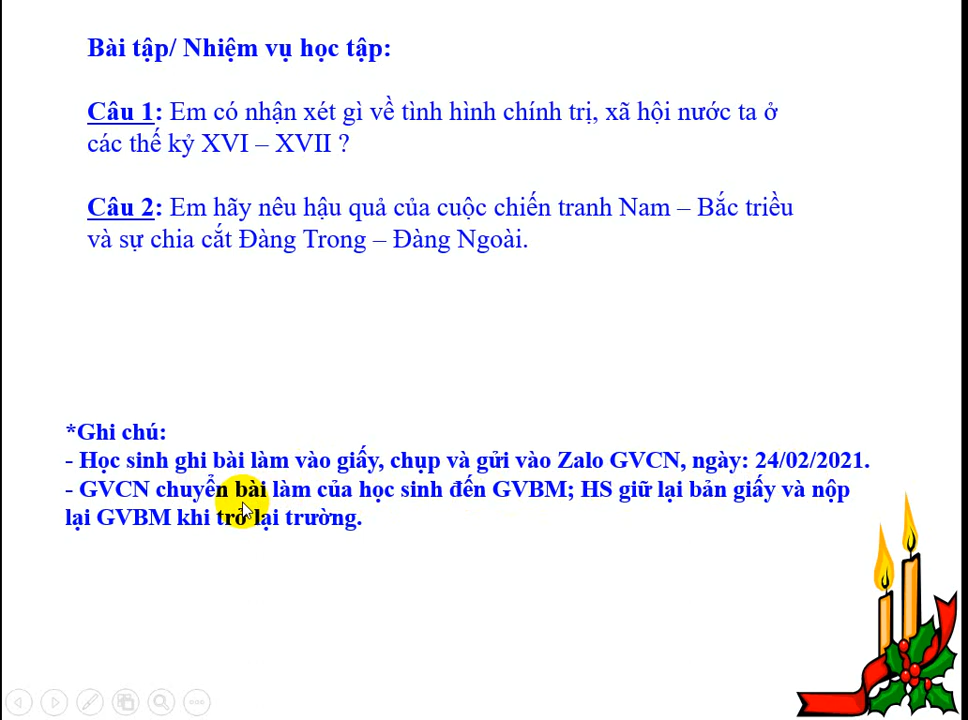 Bài tập/ Nhiệm vụ học tập:
Câu 1: Em có nhận xét gì về tình hình chính trị, xã hội nước ta ở
các thế kỷ XVI – XVII ?
Câu 2: Em hãy nêu hậu quả của cuộc chiến tranh Nam – Bắc triều
và sự chia cắt Đàng Trong – Đàng Ngoài.
*Ghi chú:
- Học sinh ghi bài làm vào giấy, chụp và gửi vào Zalo GVCN, ngày: 24/02/2021.
- GVCN chuyển bài làm của học sinh đến GVBM; HS giữ lại bản giấy và nộp
lại GVBM khi trở lại trường.